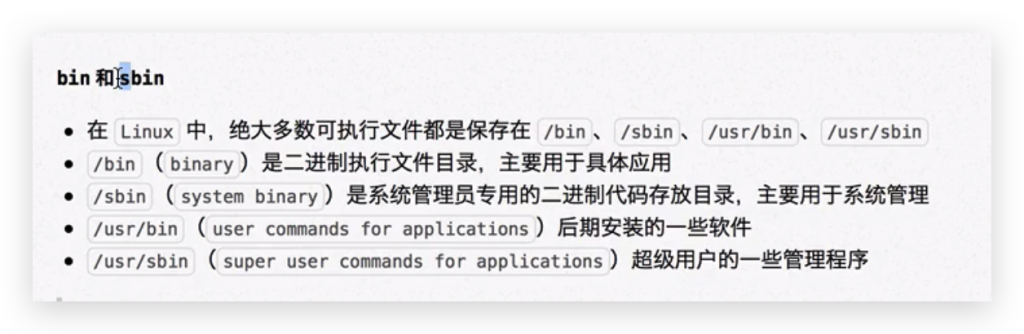 bin 和 sbin
• 在 Linux 中，绝大多数可执行文件都是保存在 /bin、/sbin、/usr/bin、/usr/sbin
• /bin（binary）是二进制执行文件目录，主要用于具体应用
• /sbin（system binary）是系统管理员专用的二进制代码存放目录，主要用于系统管理
• /usr/bin（user commands for applications）后期安装的一些软件
• /usr/sbin（super user commands for applications）超级用户的一些管理程序